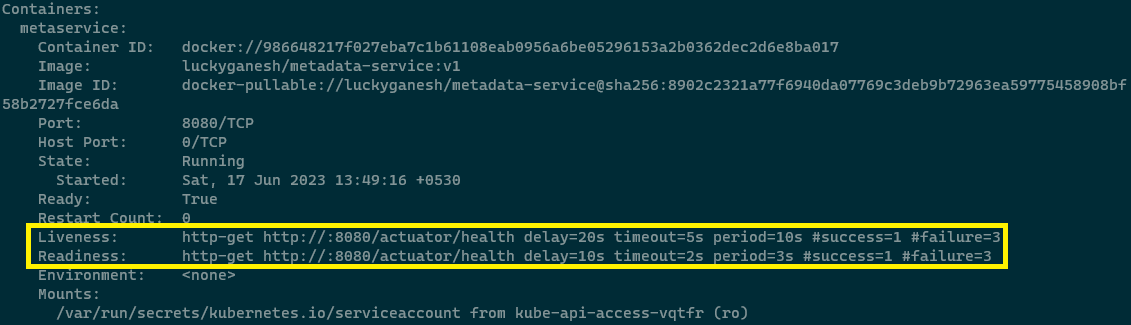 Containers:
  metaservice:
    Container ID:   docker://986648217f027eba7c1b61108eab0956a6be05296153a2b0362dec2d6e8ba017
    Image:          luckyganesh/metadata-service:v1
    Image ID:       docker-pullable://luckyganesh/metadata-service@sha256:8902c2321a77f6940da07769c3deb9b72963ea59775458908bf
58b2727fce6da
    Port:           8080/TCP
    Host Port:      0/TCP
    State:          Running
      Started:      Sat, 17 Jun 2023 13:49:16 +0530
    Ready:          True
    Restart Count:  0
    Liveness:       http-get http://:8080/actuator/health delay=20s timeout=5s period=10s #success=1 #failure=3
    Readiness:      http-get http://:8080/actuator/health delay=10s timeout=2s period=3s #success=1 #failure=3
    Environment:    <none>
    Mounts:
      /var/run/secrets/kubernetes.io/serviceaccount from kube-api-access-vqtfr (ro)